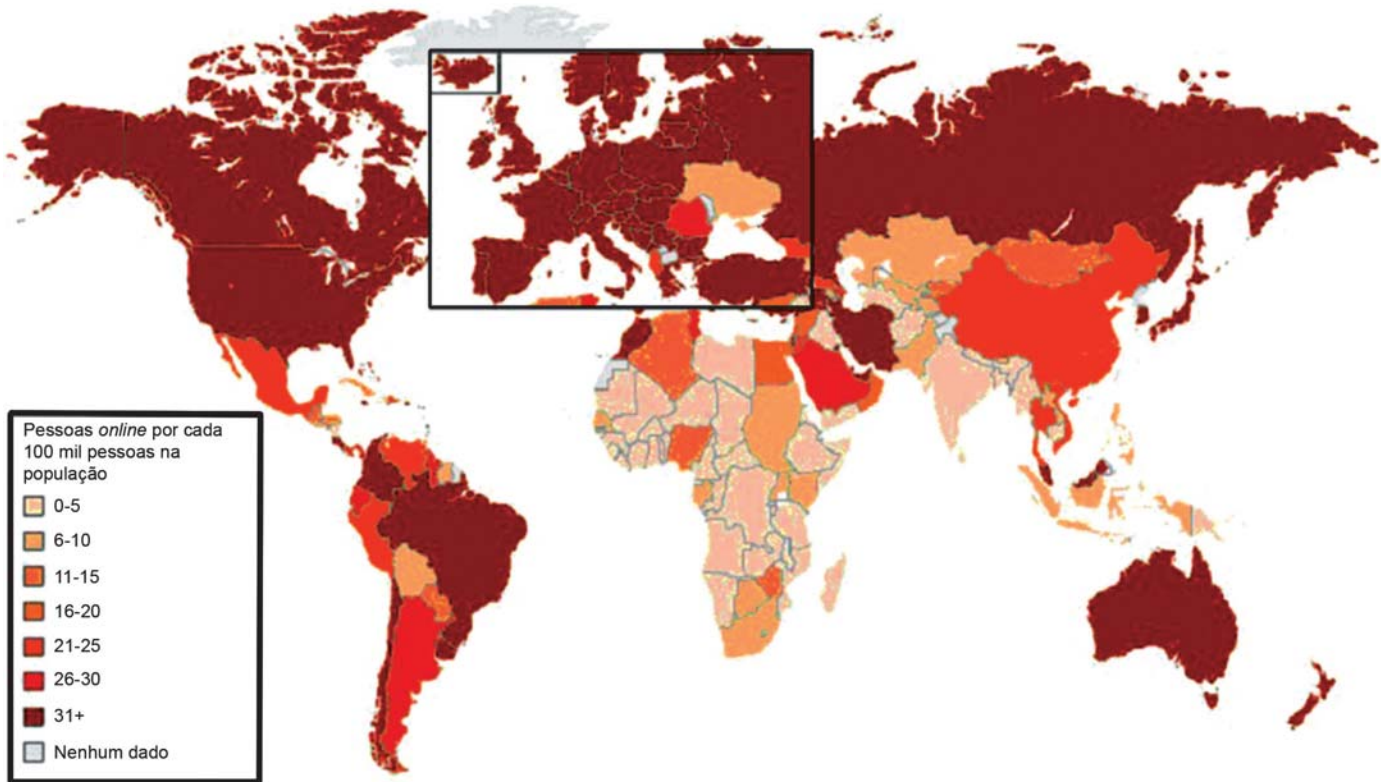 Pessoas online por cada
100 mil pessoas na
população
0-5
6-10
11-15
16-20
21-25
26-30
31+
Nenhum dado